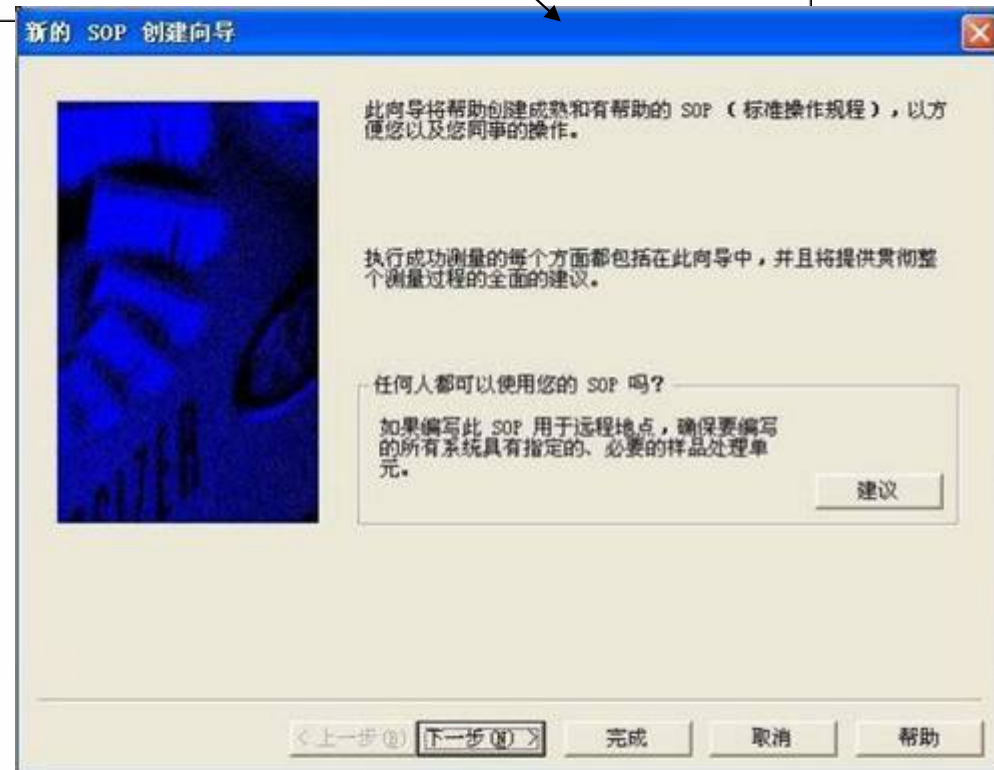 新的 SOP 创建向导
此向导将帮助创建成熟和有帮助的 SOP （标准操作规程），以方
便您以及您同事的操作。
执行成功测量的每个方面都包括在此向导中，并且将提供贯彻整
个测量过程的全面的建议。
任何人都可以使用您的 SOP 吗？
如果编写此 SOP 用于远程地点，确保要编写
的所有系统具有指定的、必要的样品处理单
元。
建议
<上一步(B)
下一步(N) >
完成
取消
帮助